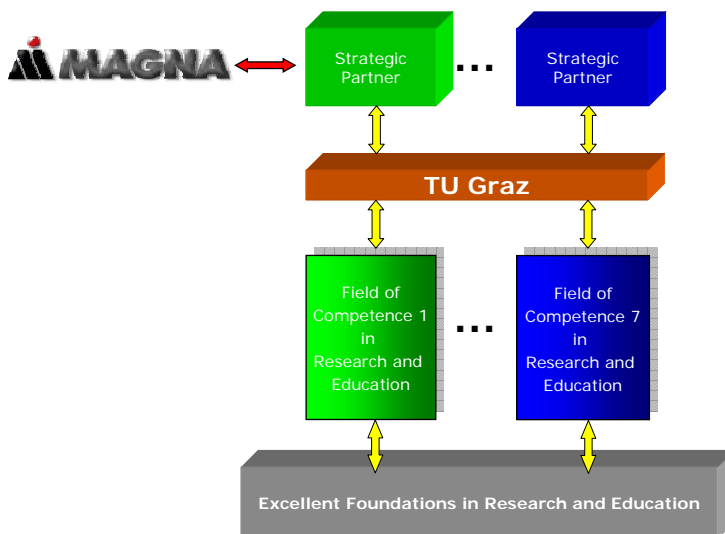 MAGNA
Strategic
Partner
...
Strategic
Partner
TU Graz
Field of
Competence 1
in
Research and
Education
...
Field of
Competence 7
in
Research and
Education
Excellent Foundations in Research and Education